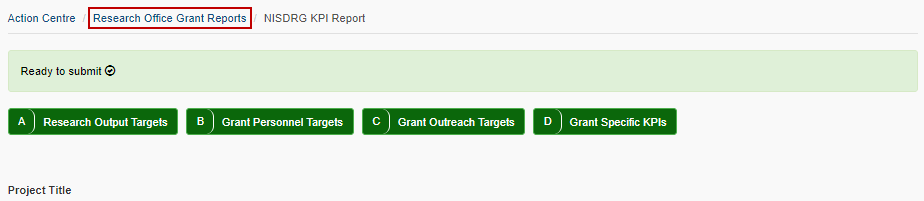 Action Centre / Research Office Grant Reports / NISDRG KPI Report
Ready to submit
A Research Output Targets B Grant Personnel Targets C Grant Outreach Targets D Grant Specific KPIs
Project Title